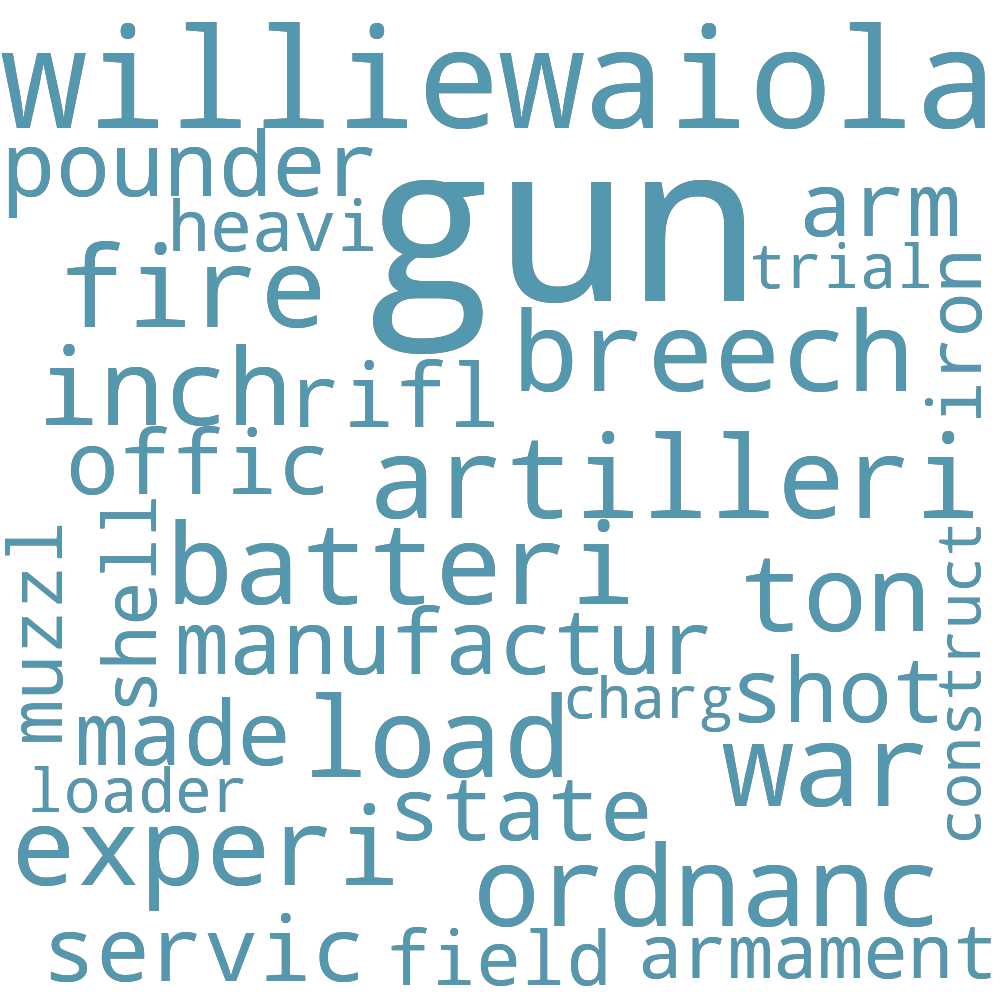 williewaiola
pounder
gun
arm
heavi
trial
fire
iron
breech
inch
rifl
offic
artilleri
shell
muzzl
batteri
ton
construct
manufactur
shot
charg
made
load
war
loader
state
experi
ordnanc
servic
field
armament